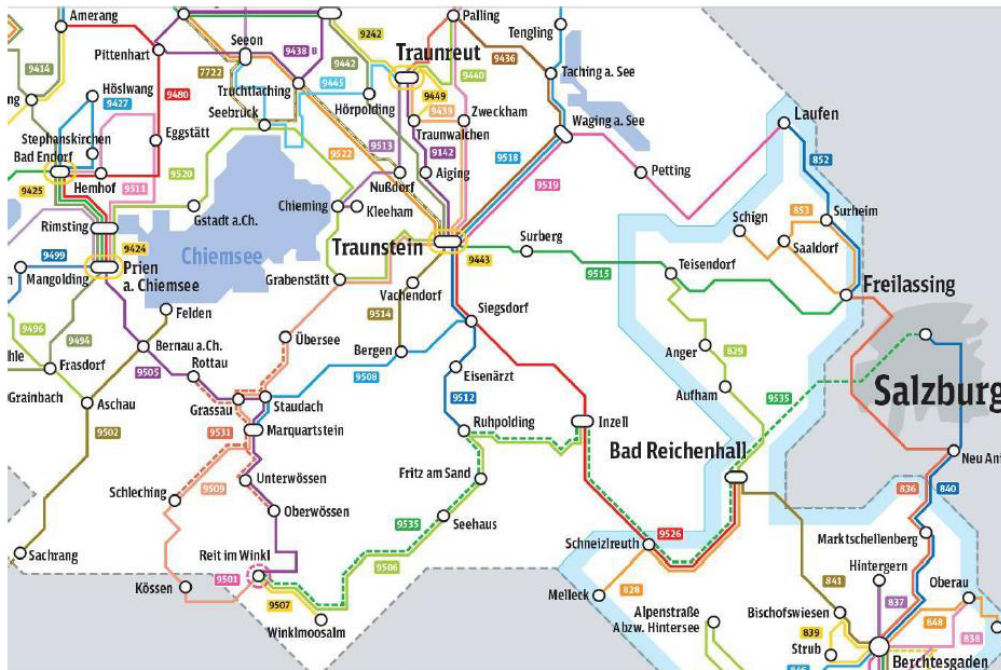 Amerang
Palling
Tengling
9438 B
9242
Seeon
Pittenhart
9442
Traunreut
9440
9436
9414
7722
9445
Taching a. See
Höslwang
9427
9480
Truchtlaching
Hörpolding
9449
9439
Zweckham
Laufen
Seebruck
Waging a. See
Stephanskirchen
Eggstätt
Traunwalchen
Bad Endorf
9522
9513
9142
9518
852
9520
Aiging
Petting
9425
Hemhof
9511
Nußdorf
9519
Gstadt a.Ch.
Chieming
Kleeham
Schign
853
Surheim
Rimsting
Saaldorf
9499
9424
Chiemsee
Traunstein
Surberg
9443
Mangolding
Prien
a. Chiemsee
9515
Teisendorf
Grabenstätt
Vachendorf
Freilassing
Felden
9514
Siegsdorf
9496
9494
Übersee
Anger
829
hle
Bernau a.Ch.
Bergen
Frasdorf
Rottau
9505
9508
Eisenärzt
Salzburg
Grainbach
Aufham
9535
Aschau
Grassau
Staudach
9512
9502
9531
Marquartstein
Ruhpolding
Inzell
Bad Reichenhall
Neu An
Unterwössen
Fritz am Sand
836
840
9509
Schleching
Oberwössen
Seehaus
9535
9526
Marktschellenberg
Sachrang
Reit im Winkl
9506
Schneizlreuth
Hintergern
841
9501
Kössen
828
Oberau
9507
Melleck
837
Alpenstraße
Abzw. Hintersee
Bischofswiesen
Winklmoosalm
839
848
838
Strub
846
Berchtesgaden